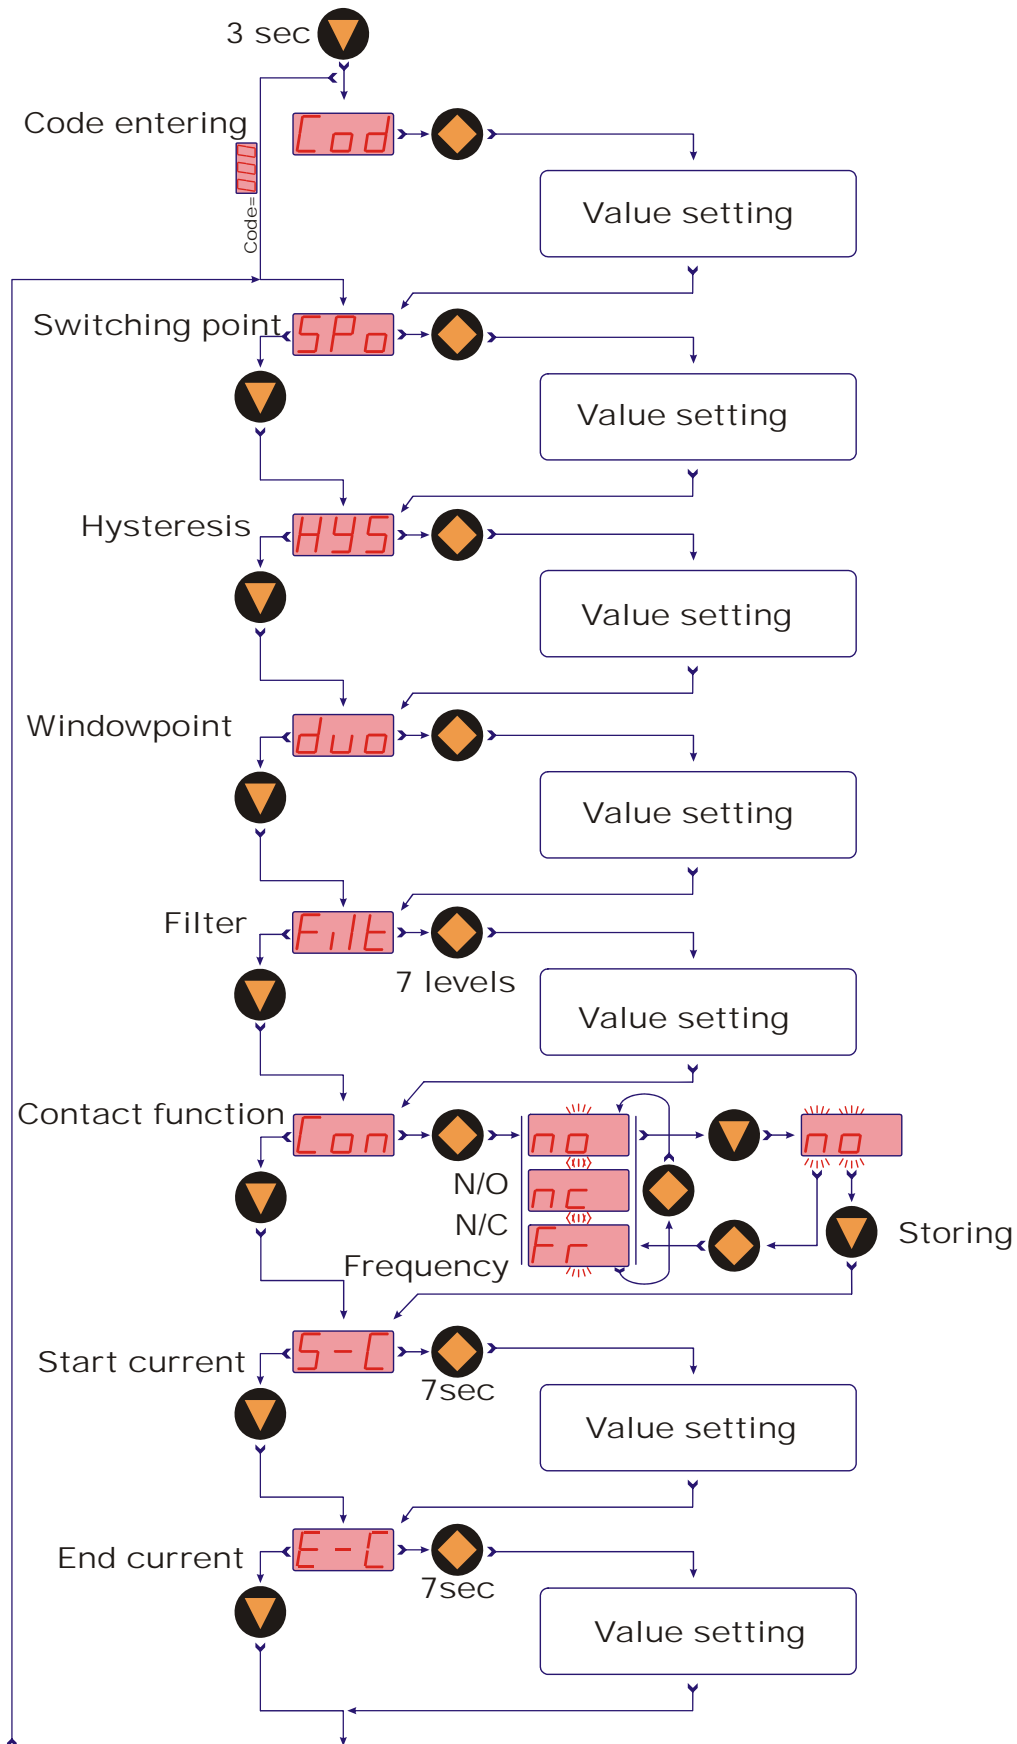 3 sec
Code entering
Cod
Code=
Value setting
Switching point
SPo
Value setting
Hysteresis
HYS
Value setting
Windowpoint
duo
Value setting
Filter
Filt
7 levels
Value setting
Contact function
Con
no
no
N/O
nc
N/C
Fr
Storing
Frequency
S-C
Start current
7sec
Value setting
E-C
End current
7sec
Value setting